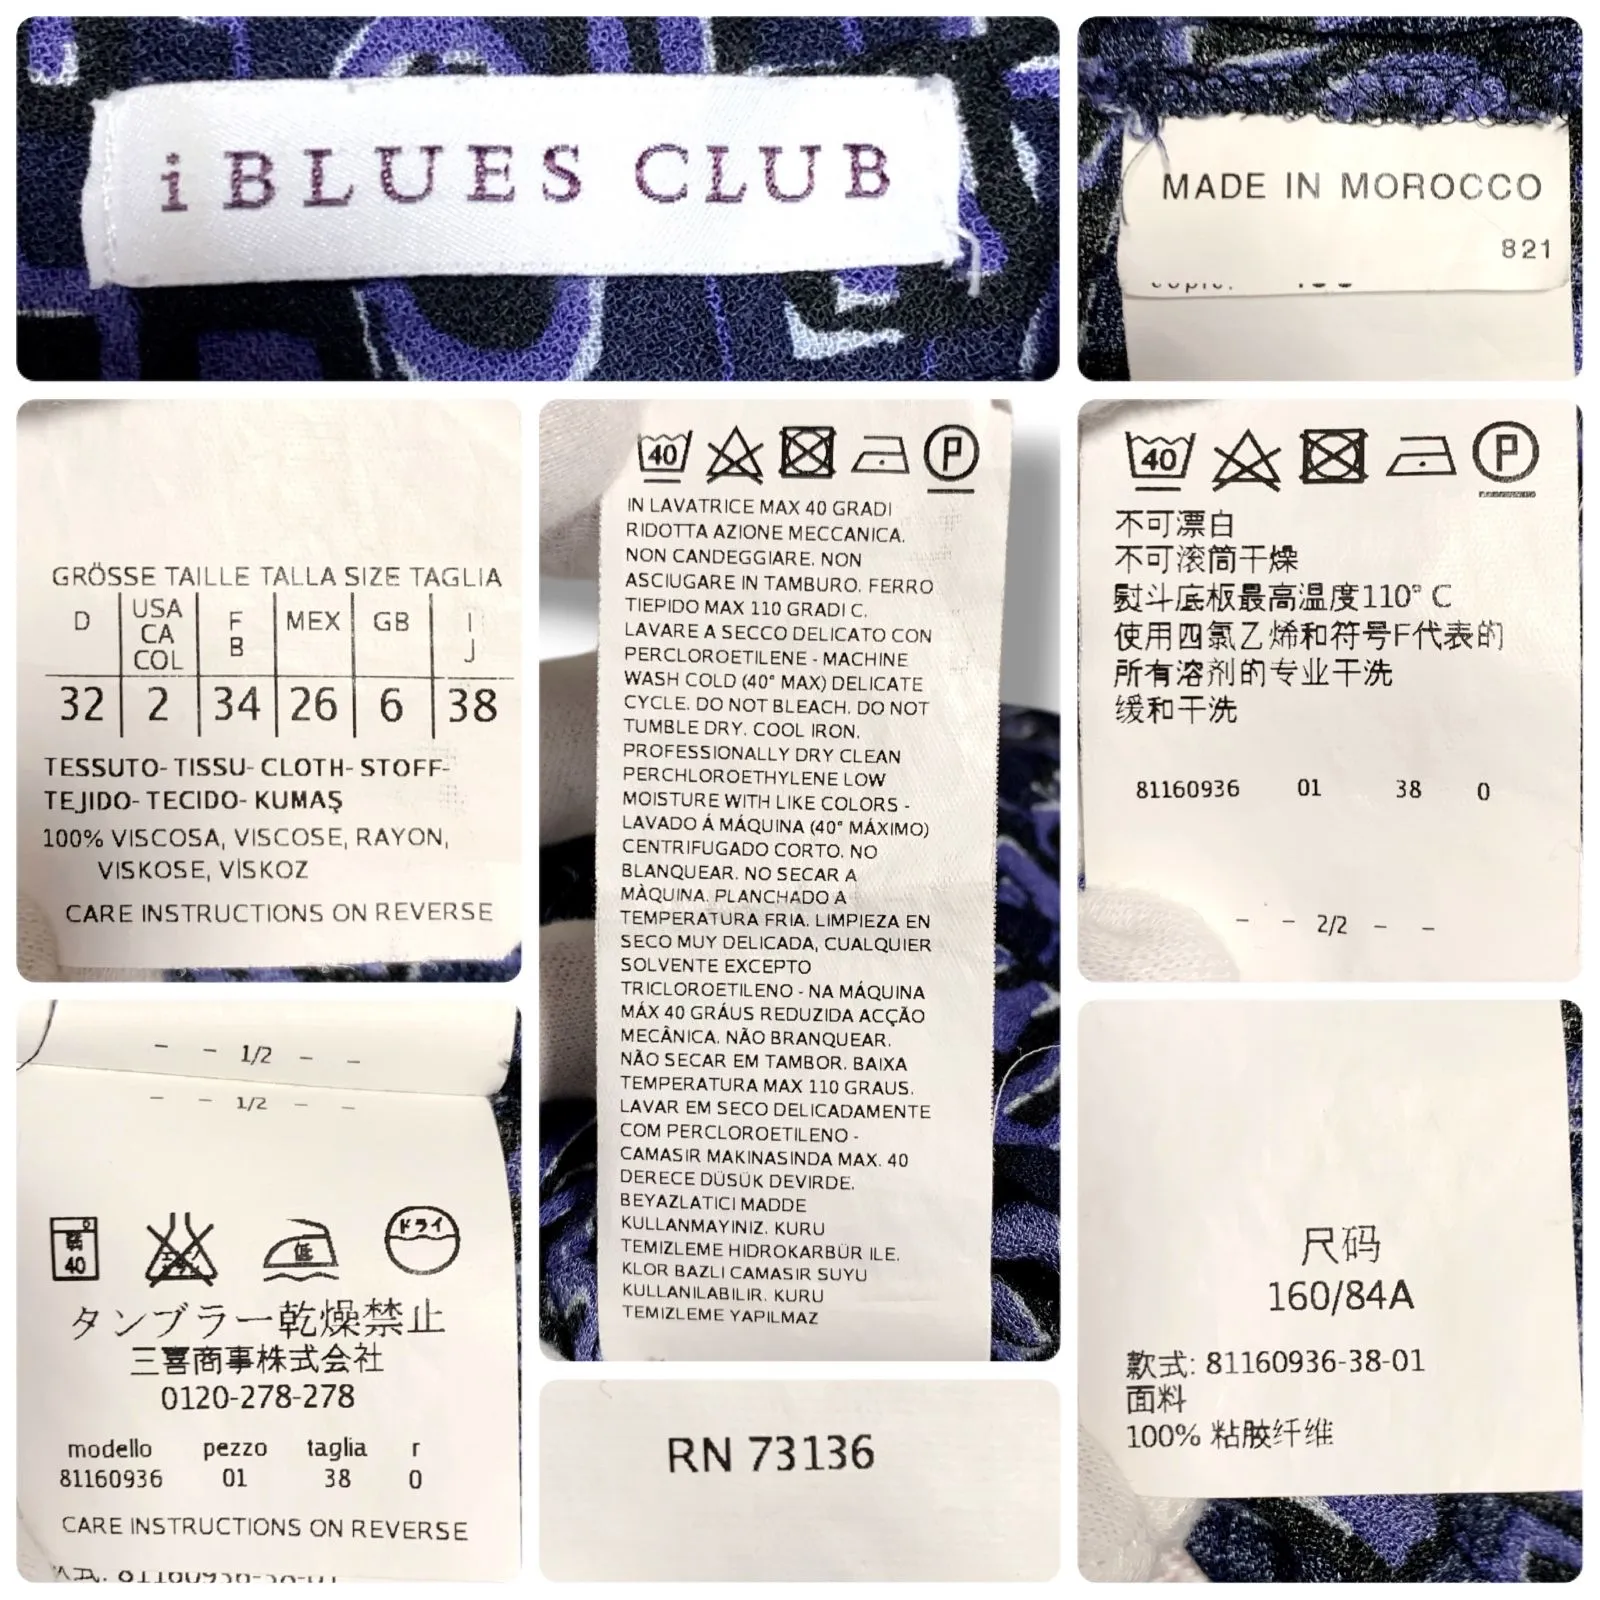 i BLUES CLUB
MADE IN MOROCCO
821
GRÖSSE TAILLE TALLA SIZE TAGLIA
D USA CA COL F B MEX GB I J
32 2 34 26 6 38
TESSUTO- TISSU- CLOTH- STOFF-
TEJIDO- TECIDO- KUMAŞ
100% VISCOSA, VISCOSE, RAYON,
VISKOSE, VİSKOZ
CARE INSTRUCTIONS ON REVERSE
40 P
IN LAVATRICE MAX 40 GRADI
RIDOTTA AZIONE MECCANICA.
NON CANDEGGIARE. NON
ASCIUGARE IN TAMBURO. FERRO
TIEPIDO MAX 110 GRADI C.
LAVARE A SECCO DELICATO CON
PERCLOROETILENE - MACHINE
WASH COLD (40° MAX) DELICATE
CYCLE. DO NOT BLEACH. DO NOT
TUMBLE DRY. COOL IRON.
PROFESSIONALLY DRY CLEAN
PERCHLOROETHYLENE LOW
MOISTURE WITH LIKE COLORS -
LAVADO Á MÁQUINA (40° MÁXIMO)
CENTRIFUGADO CORTO. NO
BLANQUEAR. NO SECAR A
MÀQUINA. PLANCHADO A
TEMPERATURA FRIA. LIMPIEZA EN
SECO MUY DELICADA, CUALQUIER
SOLVENTE EXCEPTO
TRICLOROETILENO - NA MÁQUINA
MÁX 40 GRÁUS REDUZIDA ACÇÃO
MECÂNICA. NÃO BRANQUEAR.
NÃO SECAR EM TAMBOR. BAIXA
TEMPERATURA MAX 110 GRAUS.
LAVAR EM SECO DELICADAMENTE
COM PERCLOROETILENO -
CAMASIR MAKINASINDA MAX. 40
DERECE DÜSÜK DEVIRDE.
BEYAZLATICI MADDE
KULLANMAYINIZ. KURU
TEMIZLEME HIDROKARBÜR ILE.
KLOR BAZLI CAMASIR SUYU
KULLANILABILIR. KURU
TEMIZLEME YAPILMAZ
40 P
不可漂白
不可滚筒干燥
熨斗底板最高温度110° C
使用四氯乙烯和符号F代表的
所有溶剂的专业干洗
缓和干洗
81160936 01 38 0
- - 2/2 - -
- - 1/2 - -
- - 1/2 - -
弱 40 低 ドライ
タンブラー乾燥禁止
三喜商事株式会社
0120-278-278
modello pezzo taglia r
81160936 01 38 0
CARE INSTRUCTIONS ON REVERSE
RN 73136
尺码
160/84A
款式: 81160936-38-01
面料
100% 粘胶纤维